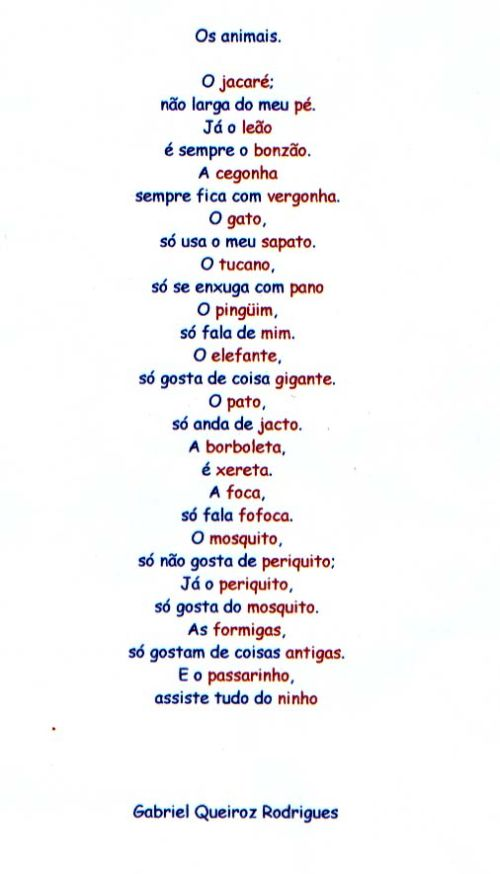 Os animais.
O jacaré;
não larga do meu pé.
Já o leão
é sempre o bonzão.
A cegonha
sempre fica com vergonha.
O gato,
só usa o meu sapato.
O tucano,
só se enxuga com pano
O pingüim,
só fala de mim.
O elefante,
só gosta de coisa gigante.
O pato,
só anda de jacto.
A borboleta,
é xereta.
A foca,
só fala fofoca.
O mosquito,
só não gosta de periquito;
Já o periquito,
só gosta do mosquito.
As formigas,
só gostam de coisas antigas.
E o passarinho,
assiste tudo do ninho
Gabriel Queiroz Rodrigues